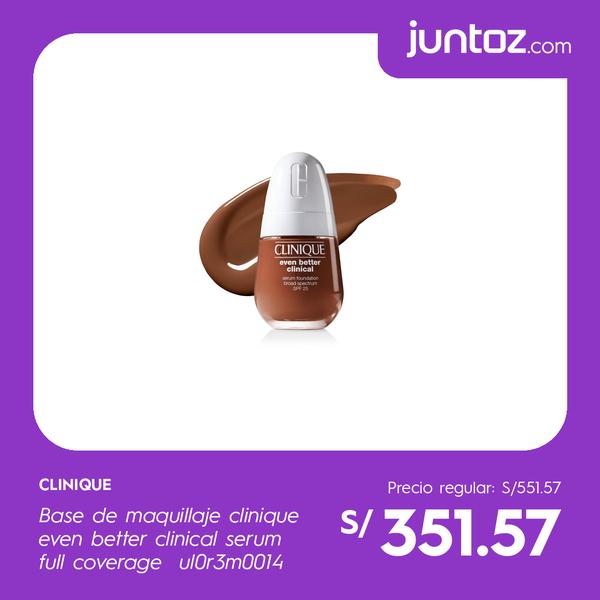 juntoz.com
CLINIQUE
even better
clinical
serum foundation
broad spectrum
SPF 25
CLINIQUE
Base de maquillaje clinique
even better clinical serum
full coverage ul0r3m0014
Precio regular: S/551.57
S/ 351.57